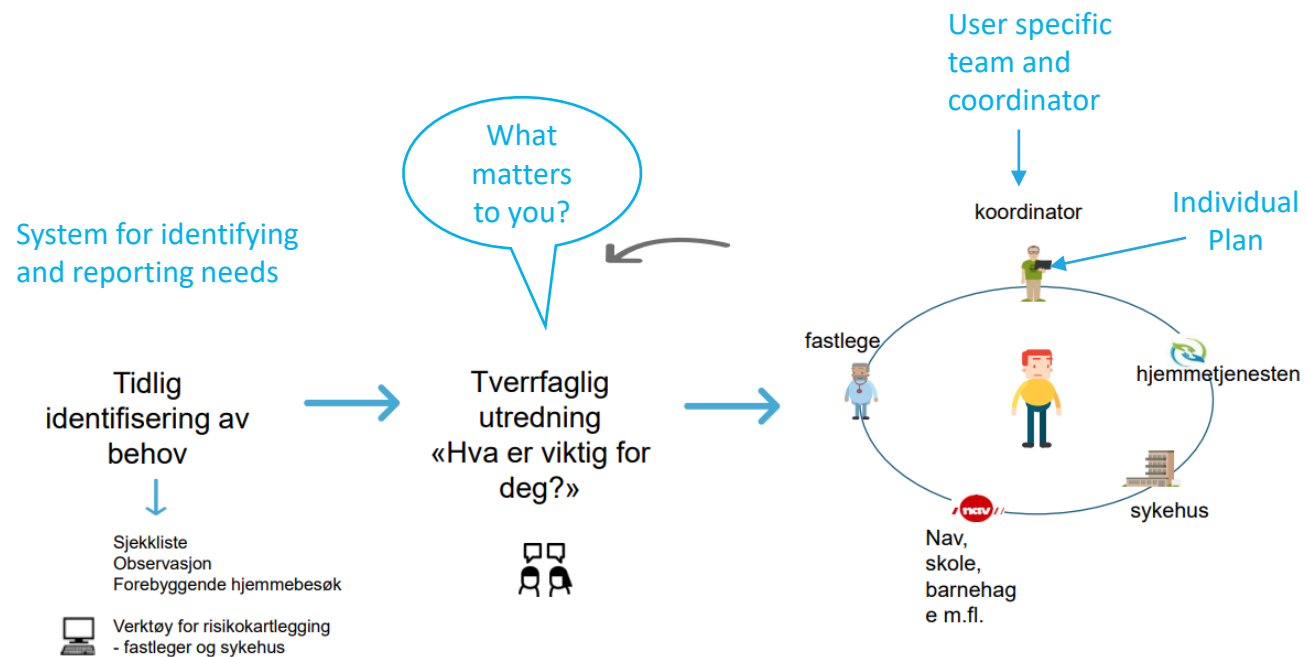 User specific
team and
coordinator
What
matters
to you?
System for identifying
and reporting needs
koordinator
Individual
Plan
fastlege
hjemmetjenesten
Tidlig
identifisering av
behov
Tverrfaglig
utredning
«Hva er viktig for
deg?»
sykehus
nav
Nav,
skole,
barnehag
e m.fl.
Sjekkliste
Observasjon
Forebyggende hjemmebesøk
Verktøy for risikokartlegging
- fastleger og sykehus